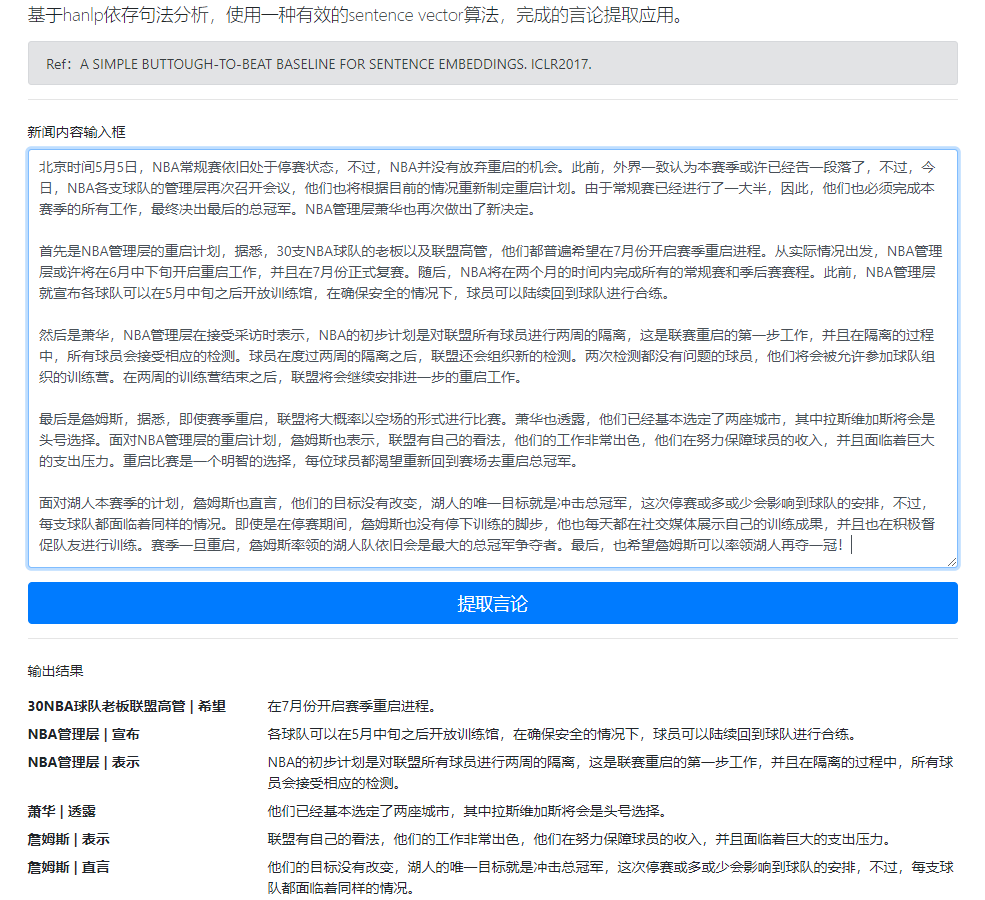 基于hanlp依存句法分析，使用一种有效的sentence vector算法，完成的言论提取应用。
Ref：A SIMPLE BUTTOUGH-TO-BEAT BASELINE FOR SENTENCE EMBEDDINGS. ICLR2017.
新闻内容输入框
北京时间5月5日，NBA常规赛依旧处于停赛状态，不过，NBA并没有放弃重启的机会。此前，外界一致认为本赛季或许已经告一段落了，不过，今
日，NBA各支球队的管理层再次召开会议，他们也将根据目前的情况重新制定重启计划。由于常规赛已经进行了一大半，因此，他们也必须完成本
赛季的所有工作，最终决出最后的总冠军。NBA管理层萧华也再次做出了新决定。
首先是NBA管理层的重启计划，据悉，30支NBA球队的老板以及联盟高管，他们都普遍希望在7月份开启赛季重启进程。从实际情况出发，NBA管理
层或许将在6月中下旬开启重启工作，并且在7月份正式复赛。随后，NBA将在两个月的时间内完成所有的常规赛和季后赛赛程。此前，NBA管理层
就宣布各球队可以在5月中旬之后开放训练馆，在确保安全的情况下，球员可以陆续回到球队进行合练。
然后是萧华，NBA管理层在接受采访时表示，NBA的初步计划是对联盟所有球员进行两周的隔离，这是联赛重启的第一步工作，并且在隔离的过程
中，所有球员会接受相应的检测。球员在度过两周的隔离之后，联盟还会组织新的检测。两次检测都没有问题的球员，他们将会被允许参加球队组
织的训练营。在两周的训练营结束之后，联盟将会继续安排进一步的重启工作。
最后是詹姆斯，据悉，即使赛季重启，联盟将大概率以空场的形式进行比赛。萧华也透露，他们已经基本选定了两座城市，其中拉斯维加斯将会是
头号选择。面对NBA管理层的重启计划，詹姆斯也表示，联盟有自己的看法，他们的工作非常出色，他们在努力保障球员的收入，并且面临着巨大
的支出压力。重启比赛是一个明智的选择，每位球员都渴望重新回到赛场去重启总冠军。
面对湖人本赛季的计划，詹姆斯也直言，他们的目标没有改变，湖人的唯一目标就是冲击总冠军，这次停赛或多或少会影响到球队的安排，不过，
每支球队都面临着同样的情况。即使是在停赛期间，詹姆斯也没有停下训练的脚步，他也每天都在社交媒体展示自己的训练成果，并且也在积极督
促队友进行训练。赛季一旦重启，詹姆斯率领的湖人队依旧会是最大的总冠军争夺者。最后，也希望詹姆斯可以率领湖人再夺一冠！
提取言论
输出结果
30NBA球队老板联盟高管 | 希望 在7月份开启赛季重启进程。
NBA管理层 | 宣布 各球队可以在5月中旬之后开放训练馆，在确保安全的情况下，球员可以陆续回到球队进行合练。
NBA管理层 | 表示 NBA的初步计划是对联盟所有球员进行两周的隔离，这是联赛重启的第一步工作，并且在隔离的过程中，所有球
员会接受相应的检测。
萧华 | 透露 他们已经基本选定了两座城市，其中拉斯维加斯将会是头号选择。
詹姆斯 | 表示 联盟有自己的看法，他们的工作非常出色，他们在努力保障球员的收入，并且面临着巨大的支出压力。
詹姆斯 | 直言 他们的目标没有改变，湖人的唯一目标就是冲击总冠军，这次停赛或多或少会影响到球队的安排，不过，每支球
队都面临着同样的情况。